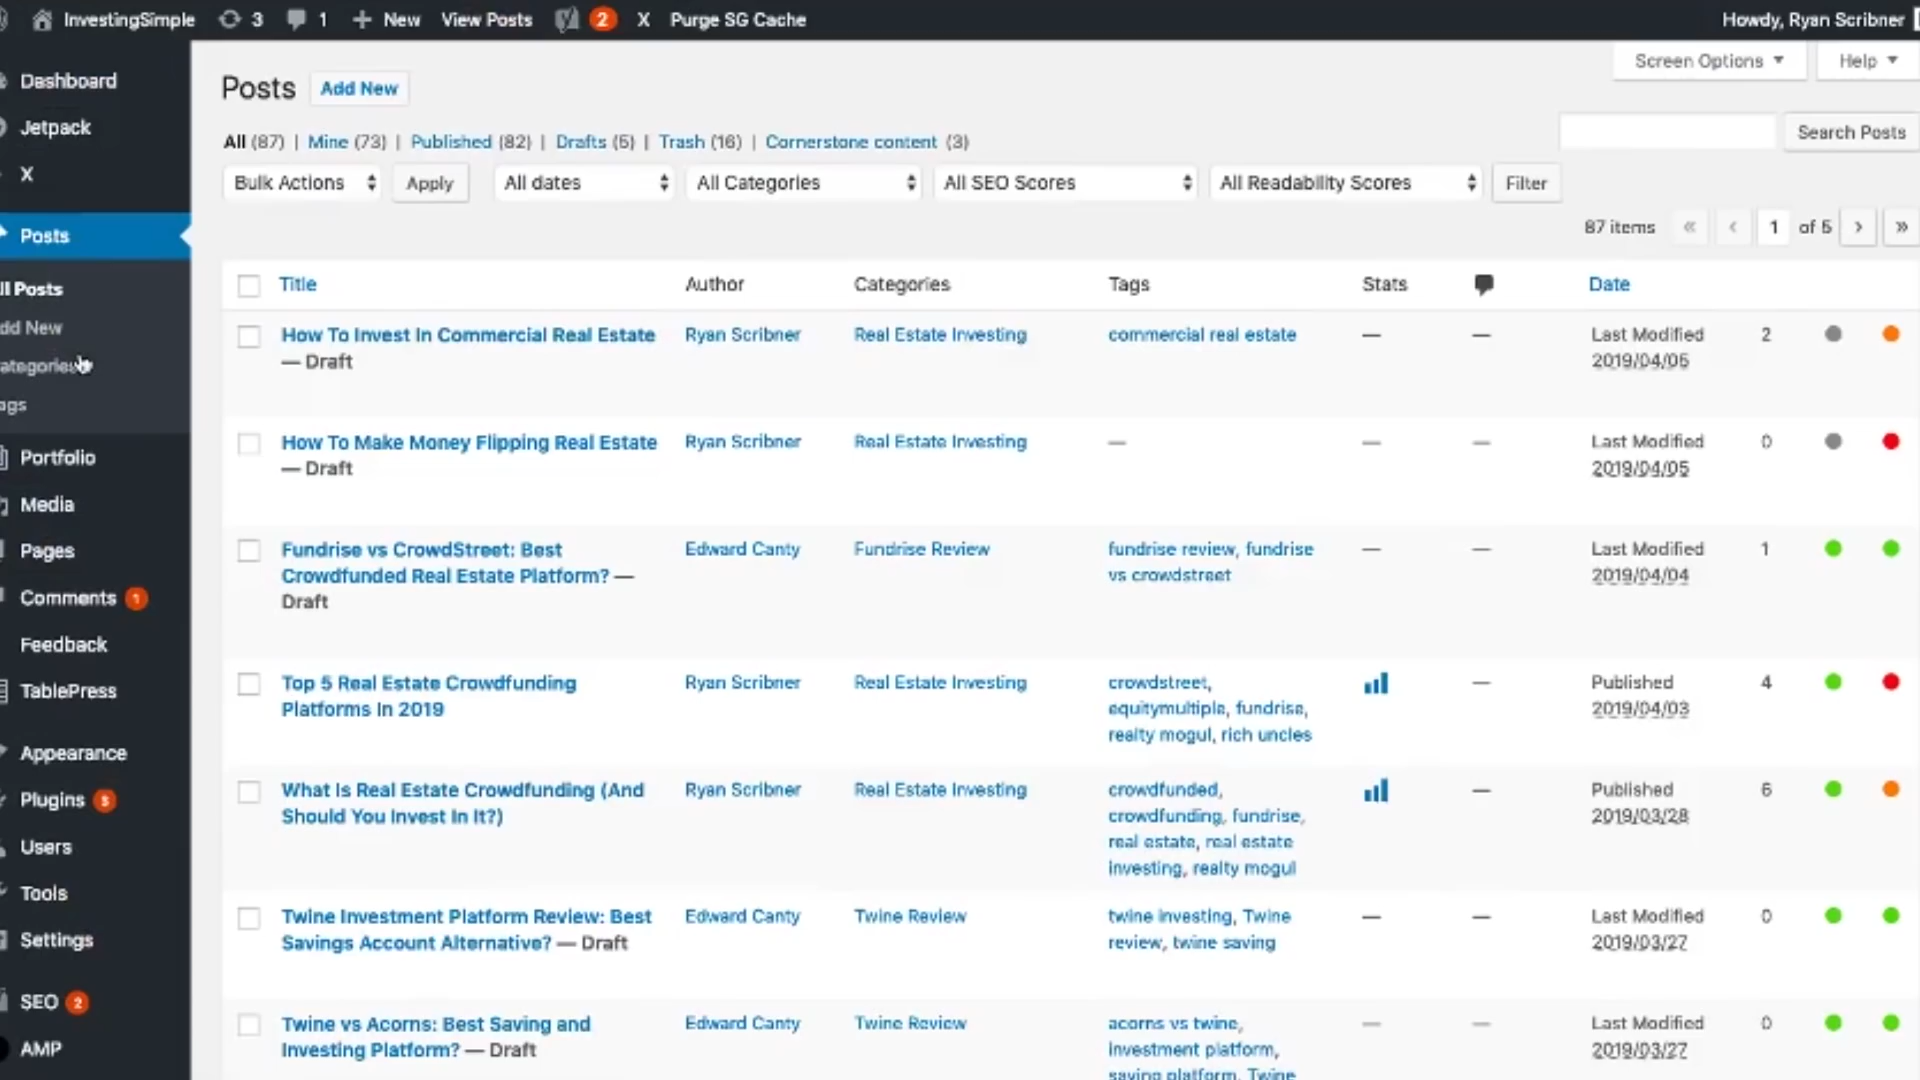 InvestingSimple 3 1 New View Posts 2 X Purge SG Cache Howdy, Ryan Scribner
Dashboard
Jetpack
X
Posts
ll Posts
dd New
ategories
ags
Portfolio
Media
Pages
Comments 1
Feedback
TablePress
Appearance
Plugins
Users
Tools
Settings
SEO 2
AMP
Screen Options Help
Posts Add New
All (87) | Mine (73) | Published (82) | Drafts (5) | Trash (16) | Cornerstone content (3)
Search Posts
Bulk Actions Apply All dates All Categories All SEO Scores All Readability Scores Filter
87 items « ‹ 1 of 5 › »
Title Author Categories Tags Stats Date
How To Invest In Commercial Real Estate Ryan Scribner Real Estate Investing commercial real estate — — Last Modified 2
— Draft 2019/04/05
How To Make Money Flipping Real Estate Ryan Scribner Real Estate Investing — — — Last Modified 0
— Draft 2019/04/05
Fundrise vs CrowdStreet: Best Edward Canty Fundrise Review fundrise review, fundrise — — Last Modified 1
Crowdfunded Real Estate Platform? — vs crowdstreet 2019/04/04
Draft
Top 5 Real Estate Crowdfunding Ryan Scribner Real Estate Investing crowdstreet, — Published 4
Platforms In 2019 equitymultiple, fundrise, 2019/04/03
realty mogul, rich uncles
What Is Real Estate Crowdfunding (And Ryan Scribner Real Estate Investing crowdfunded, — Published 6
Should You Invest In It?) crowdfunding, fundrise, 2019/03/28
real estate, real estate
investing, realty mogul
Twine Investment Platform Review: Best Edward Canty Twine Review twine investing, Twine — — Last Modified 0
Savings Account Alternative? — Draft review, twine saving 2019/03/27
Twine vs Acorns: Best Saving and Edward Canty Twine Review acorns vs twine, — — Last Modified 0
Investing Platform? — Draft investment platform, 2019/03/27
saving platform, Twine